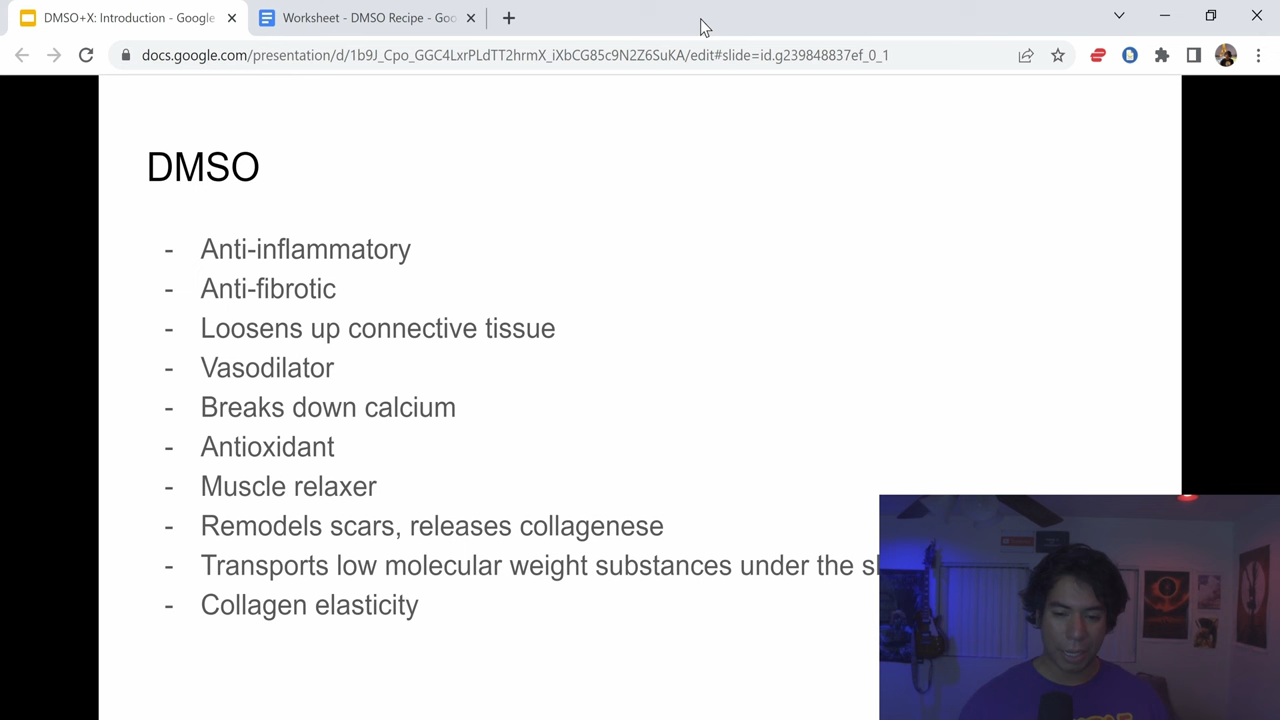 DMSO+X: Introduction - Google
Worksheet - DMSO Recipe - Goo
docs.google.com/presentation/d/1b9J_Cpo_GGC4LxrPLdTT2hrmX_iXbCG85c9N2Z6SuKA/edit#slide=id.g239848837ef_0_1
DMSO
- Anti-inflammatory
- Anti-fibrotic
- Loosens up connective tissue
- Vasodilator
- Breaks down calcium
- Antioxidant
- Muscle relaxer
- Remodels scars, releases collagenese
- Transports low molecular weight substances under the
- Collagen elasticity